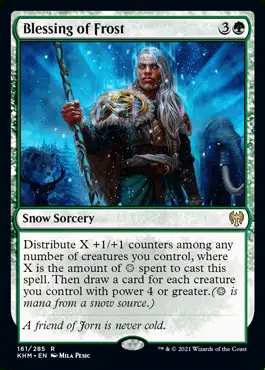 Blessing of Frost 3
Snow Sorcery
Distribute X +1/+1 counters among any
number of creatures you control, where
X is the amount of spent to cast this
spell. Then draw a card for each creature
you control with power 4 or greater.( is
mana from a snow source.)
A friend of Jorn is never cold.
161/285 R
KHM • EN MILA PESIC
™ & © 2021 Wizards of the Coast